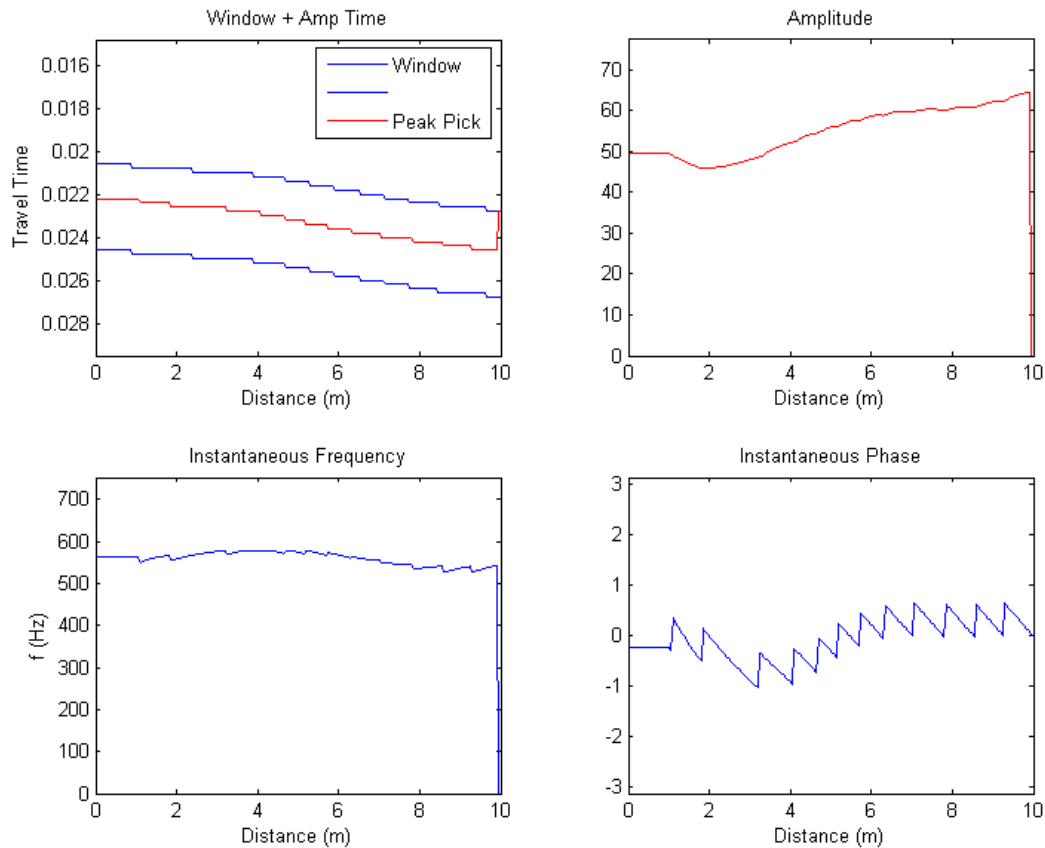 Window + Amp Time
Travel Time
0.016
0.018
0.02
0.022
0.024
0.026
0.028
Window
Peak Pick
0 2 4 6 8 10
Distance (m)
Amplitude
70
60
50
40
30
20
10
0
0 2 4 6 8 10
Distance (m)
Instantaneous Frequency
f (Hz)
700
600
500
400
300
200
100
0
0 2 4 6 8 10
Distance (m)
Instantaneous Phase
3
2
1
0
-1
-2
-3
0 2 4 6 8 10
Distance (m)